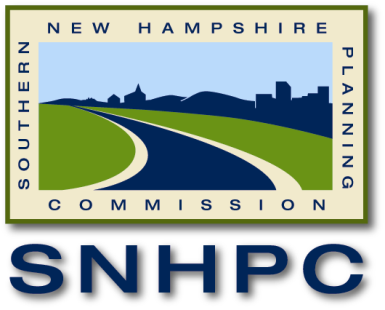 SOUTHERN
NEW HAMPSHIRE
PLANNING
COMMISSION
SNHPC